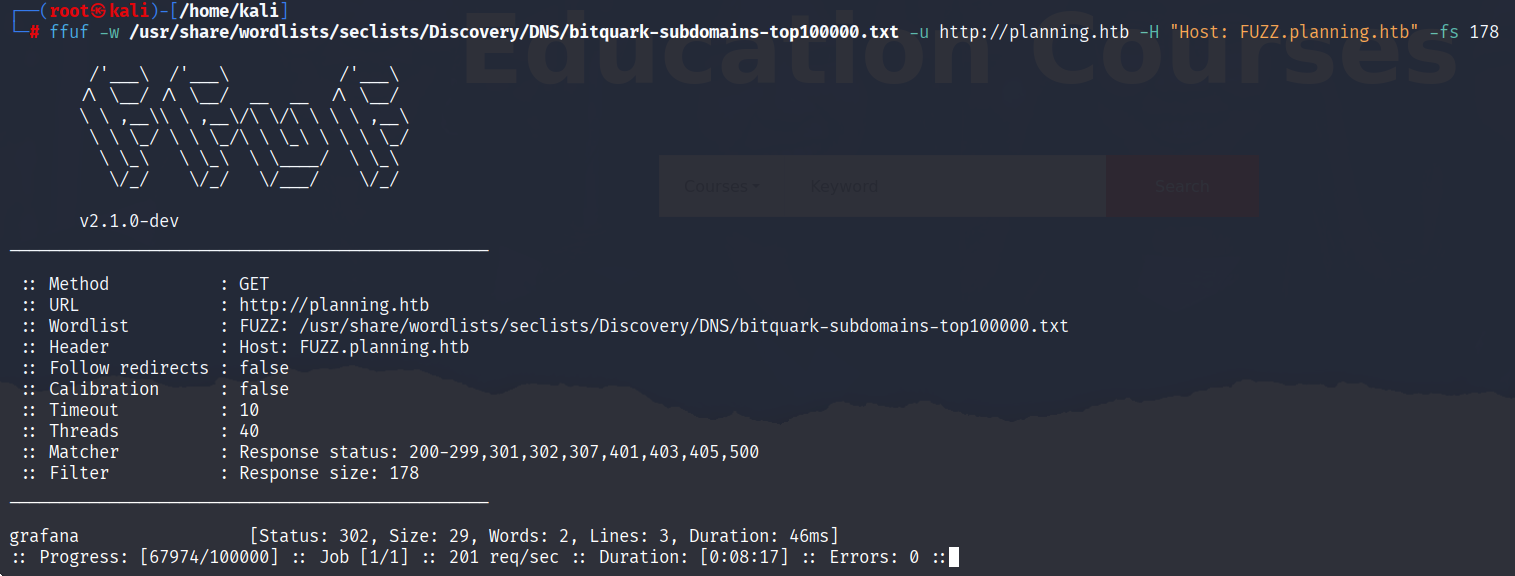 ┌──(root㉿kali)-[/home/kali]
└─# ffuf -w /usr/share/wordlists/seclists/Discovery/DNS/bitquark-subdomains-top100000.txt -u http://planning.htb -H "Host: FUZZ.planning.htb" -fs 178
Education Courses
        /'___\  /'___\           /'___\
       /\ \__/ /\ \__/  __  __  /\ \__/
       \ \ ,__\\ \ ,__\/\ \/\ \ \ \ ,__\
        \ \ \_/ \ \ \_/\ \ \_\ \ \ \ \_/
         \ \_\   \ \_\  \ \____/  \ \_\
          \/_/    \/_/   \/___/    \/_/
Courses Keyword Search
       v2.1.0-dev
________________________________________________
 :: Method           : GET
 :: URL              : http://planning.htb
 :: Wordlist         : FUZZ: /usr/share/wordlists/seclists/Discovery/DNS/bitquark-subdomains-top100000.txt
 :: Header           : Host: FUZZ.planning.htb
 :: Follow redirects : false
 :: Calibration      : false
 :: Timeout          : 10
 :: Threads          : 40
 :: Matcher          : Response status: 200-299,301,302,307,401,403,405,500
 :: Filter           : Response size: 178
________________________________________________
grafana                 [Status: 302, Size: 29, Words: 2, Lines: 3, Duration: 46ms]
:: Progress: [67974/100000] :: Job [1/1] :: 201 req/sec :: Duration: [0:08:17] :: Errors: 0 ::